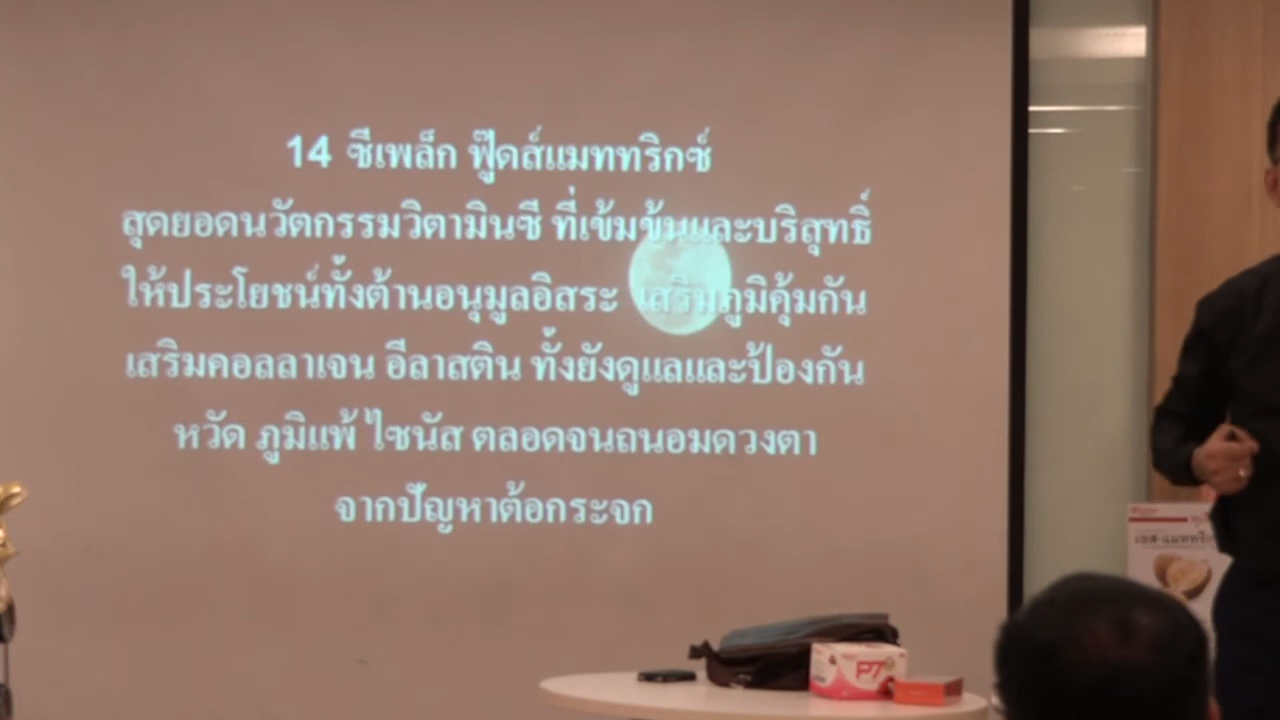 14 ซีเพล็ก ฟู๊ดส์แมททริกซ์
สุดยอดนวัตกรรมวิตามินซี ที่เข้มข้นและบริสุทธิ์
ให้ประโยชน์ทั้งต้านอนุมูลอิสระ เสริมภูมิคุ้มกัน
เสริมคอลลาเจน อีลาสติน ทั้งยังดูแลและป้องกัน
หวัด ภูมิแพ้ ไซนัส ตลอดจนถนอมดวงตา
จากปัญหาต้อกระจก
PT